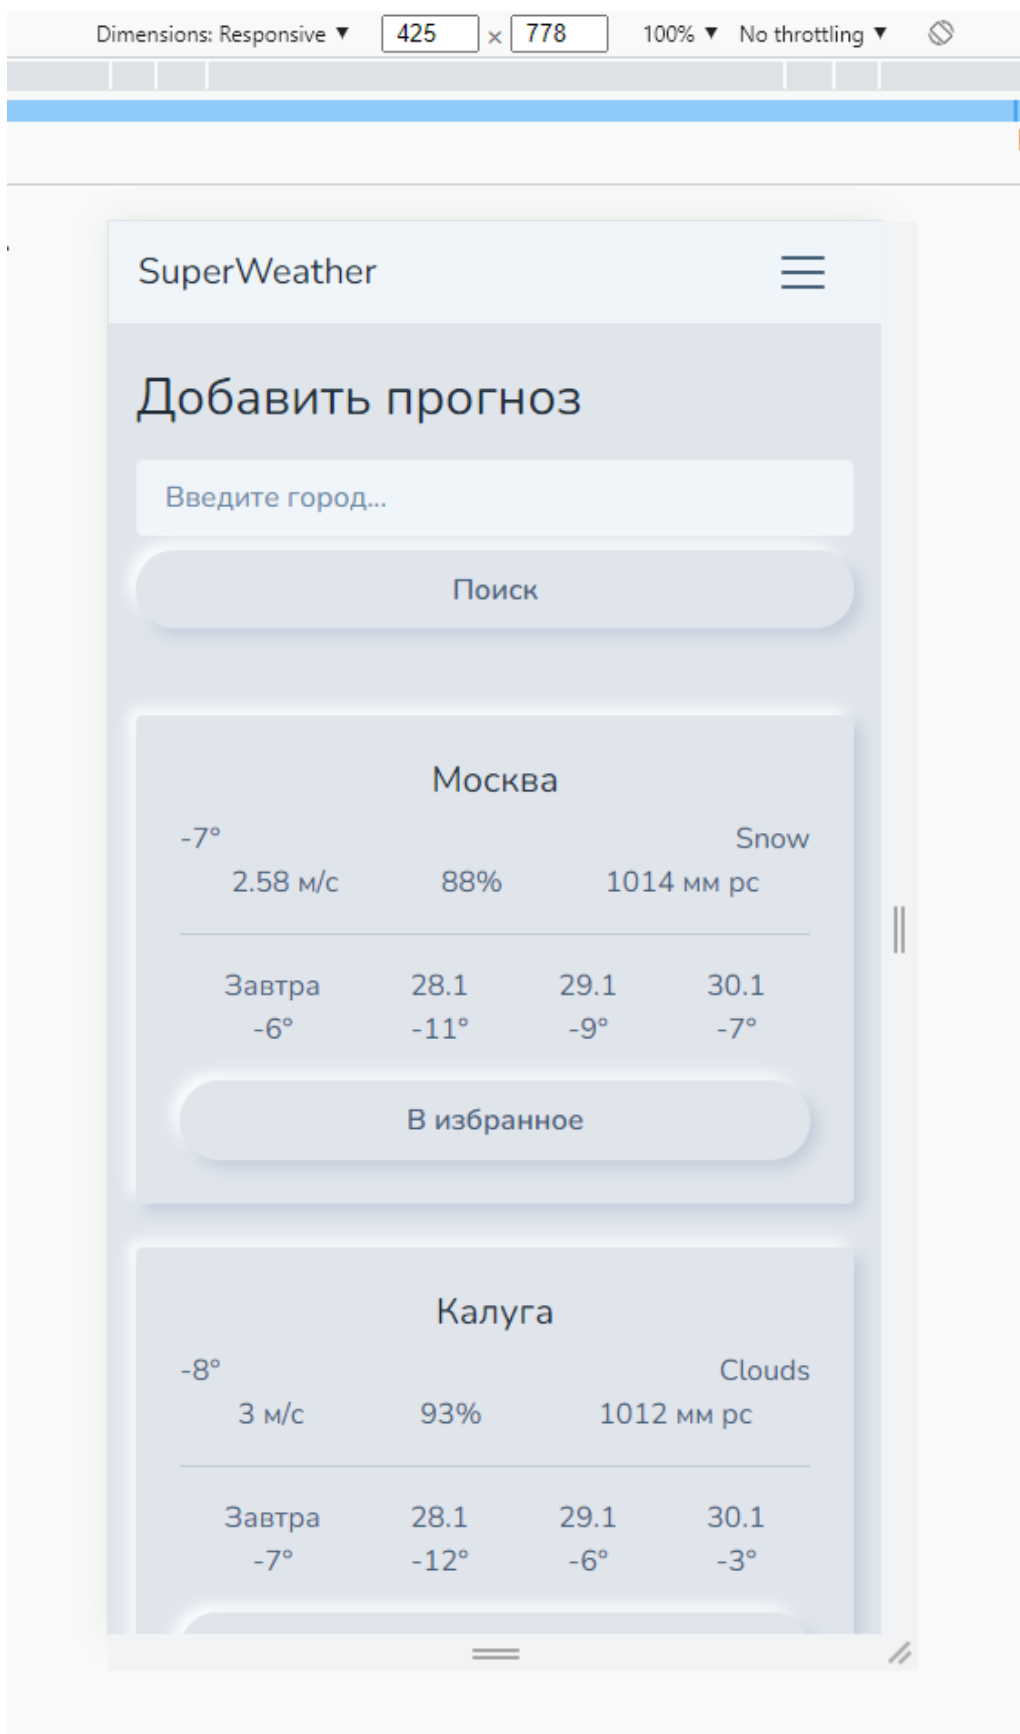 Dimensions: Responsive ▼ 425 × 778 100% ▼ No throttling ▼
SuperWeather
Добавить прогноз
Введите город...
Поиск
Москва
-7° Snow
2.58 м/с 88% 1014 мм рс
Завтра 28.1 29.1 30.1
-6° -11° -9° -7°
В избранное
Калуга
-8° Clouds
3 м/с 93% 1012 мм рс
Завтра 28.1 29.1 30.1
-7° -12° -6° -3°